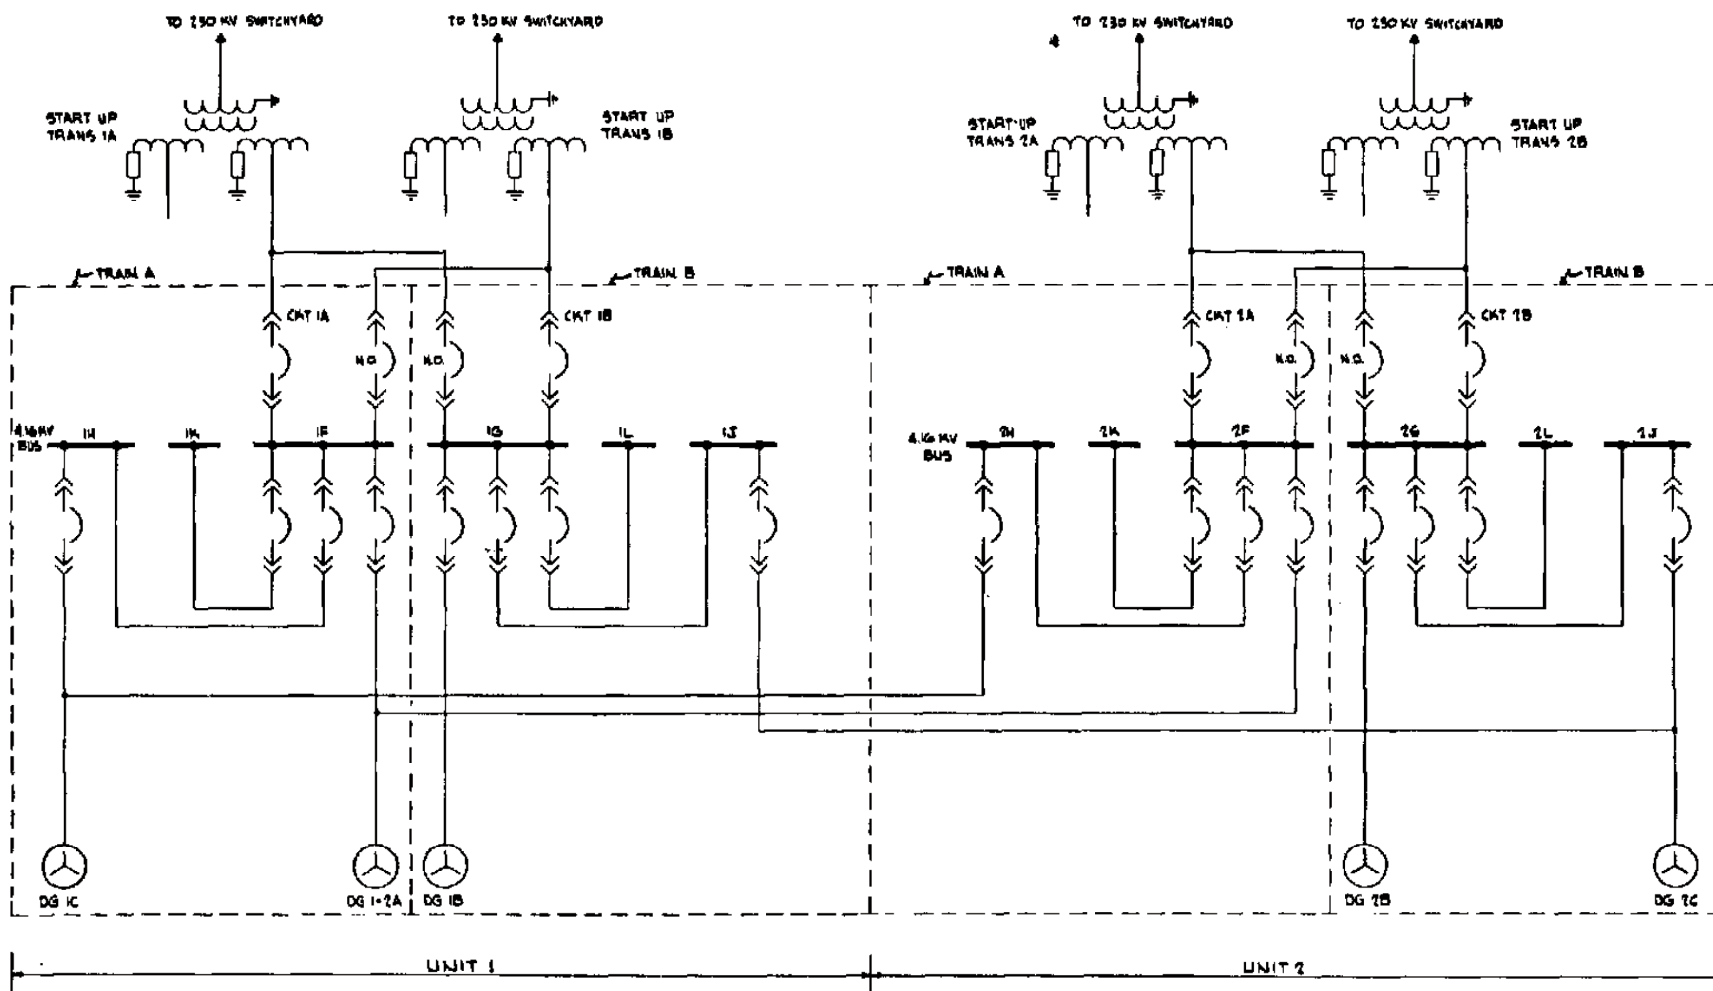 TO 230 KV SWITCHYARD
TO 230 KV SWITCHYARD
TO 230 KV SWITCHYARD
TO 230 KV SWITCHYARD
START UP
TRANS 1A
START UP
TRANS 1B
START-UP
TRANS 2A
START UP
TRANS 2B
TRAIN A
TRAIN B
TRAIN A
TRAIN B
CKT 1A
CKT 1B
CKT 2A
CKT 2B
N.O.
N.O.
N.O.
N.O.
4.16 KV
BUS
1H
1K
1F
1G
1L
1J
4.16 KV
BUS
2H
2K
2F
2G
2L
2J
DG 1C
DG 1-2A
DG 1B
DG 2B
DG 2C
UNIT 1
UNIT 2